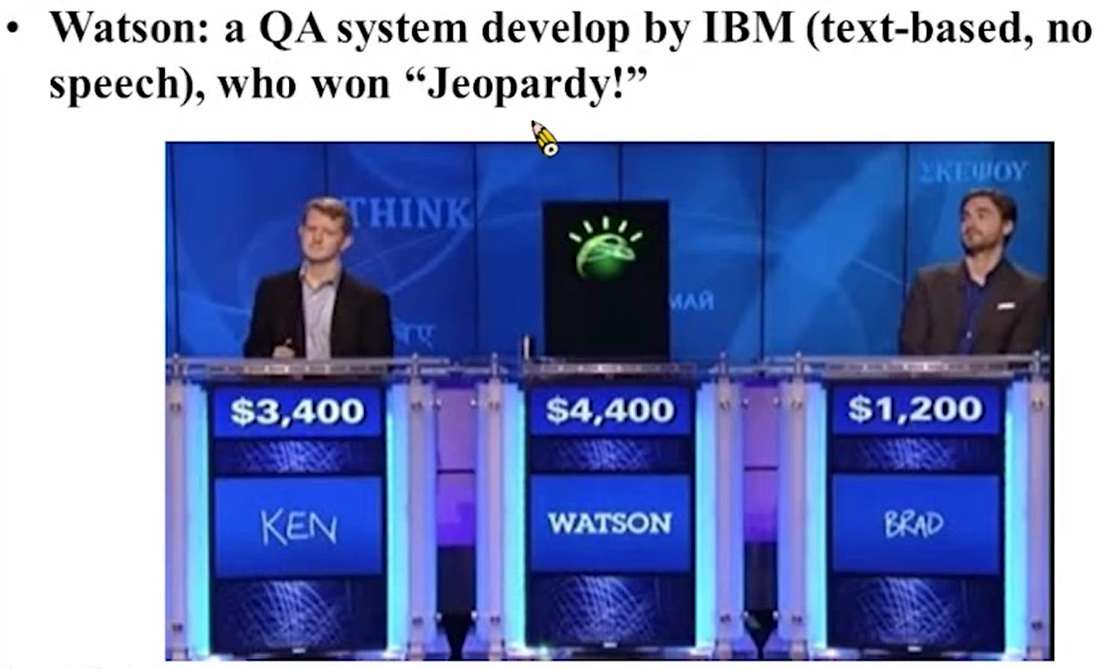 • Watson: a QA system develop by IBM (text-based, no
speech), who won “Jeopardy!”
ΣΚΕΨΟΥ
THINK
$3,400
$4,400
$1,200
KEN
WATSON
BRAD